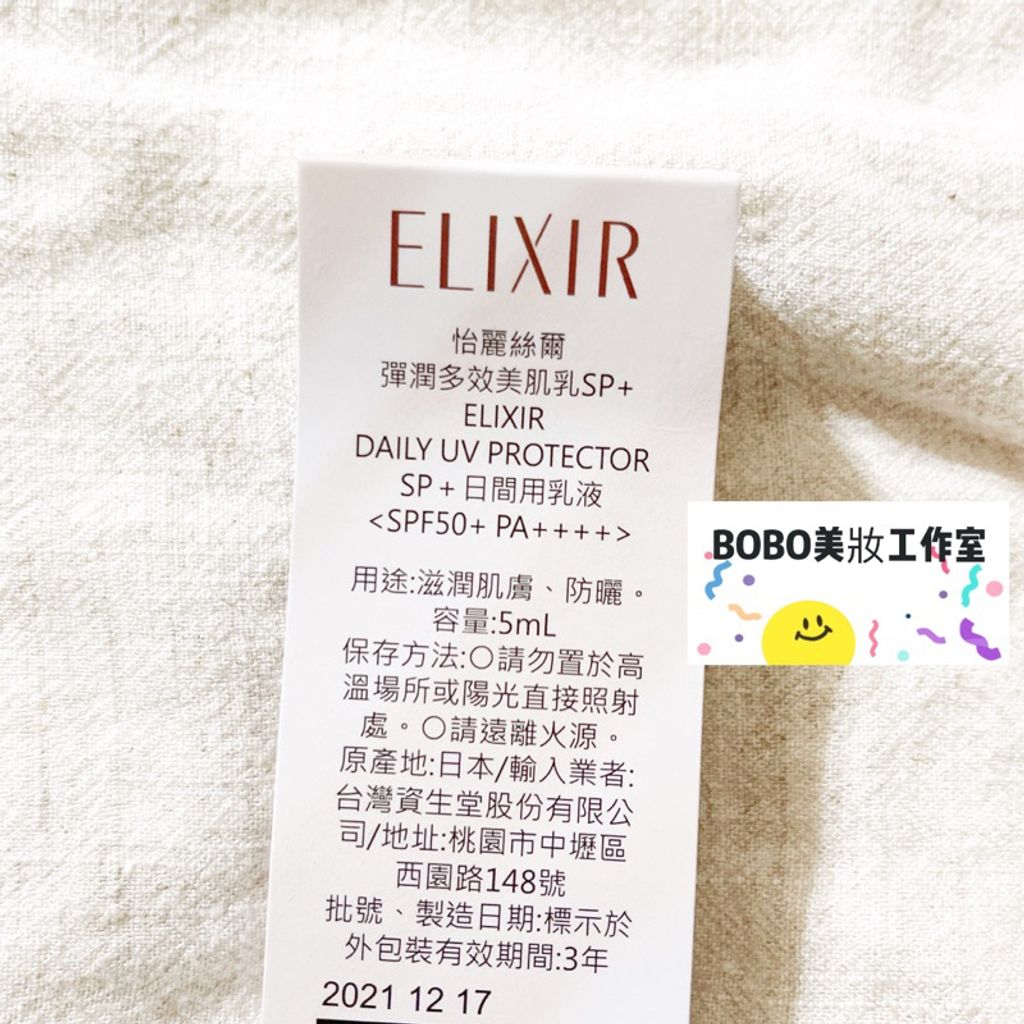 ELIXIR
怡麗絲爾
彈潤多效美肌乳SP+
ELIXIR
DAILY UV PROTECTOR
SP+日間用乳液
<SPF50+ PA++++>
用途:滋潤肌膚、防曬。
容量:5mL
保存方法:○請勿置於高
溫場所或陽光直接照射
處。○請遠離火源。
原產地:日本/輸入業者:
台灣資生堂股份有限公
司/地址:桃園市中壢區
西園路148號
批號、製造日期:標示於
外包裝有效期間:3年
2021 12 17
BOBO美妝工作室